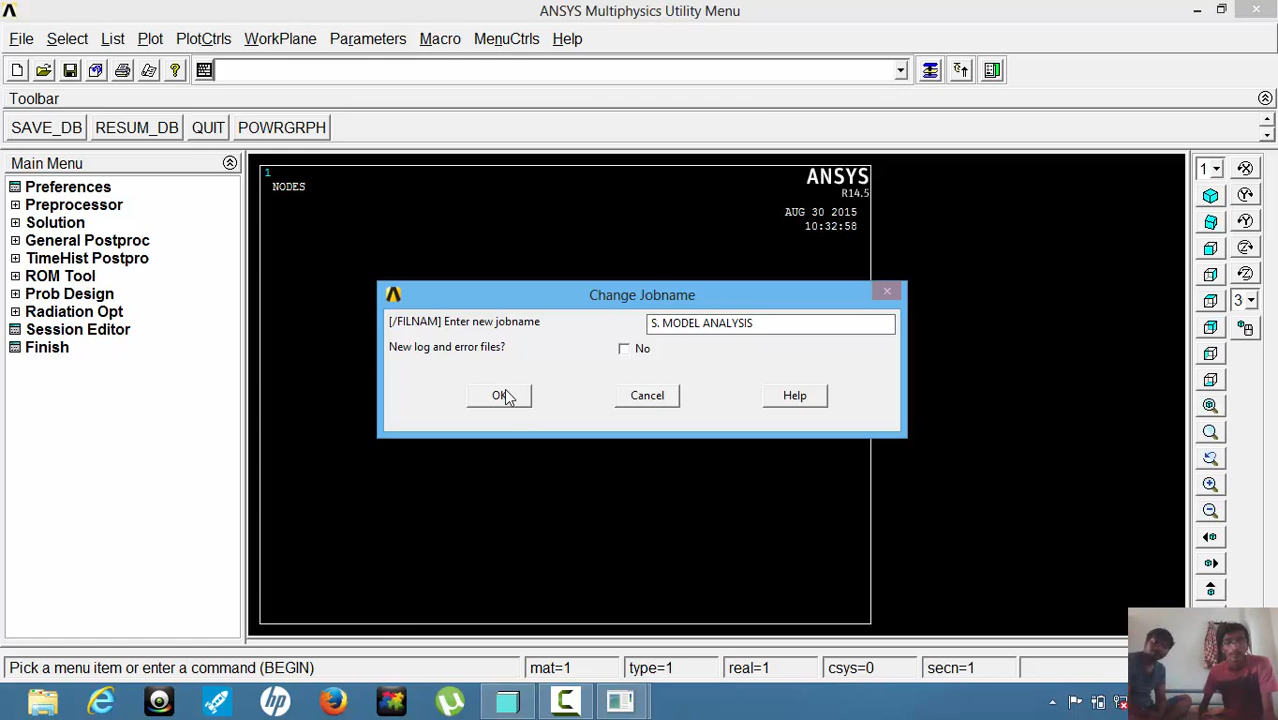 ANSYS Multiphysics Utility Menu
File Select List Plot PlotCtrls WorkPlane Parameters Macro MenuCtrls Help
Toolbar
SAVE_DB RESUM_DB QUIT POWRGRPH
Main Menu
Preferences
Preprocessor
Solution
General Postproc
TimeHist Postpro
ROM Tool
Prob Design
Radiation Opt
Session Editor
Finish
1
NODES
ANSYS
R14.5
AUG 30 2015
10:32:58
Change Jobname
[/FILNAM] Enter new jobname S. MODEL ANALYSIS
New log and error files? No
OK Cancel Help
1
3
Pick a menu item or enter a command (BEGIN) mat=1 type=1 real=1 csys=0 secn=1